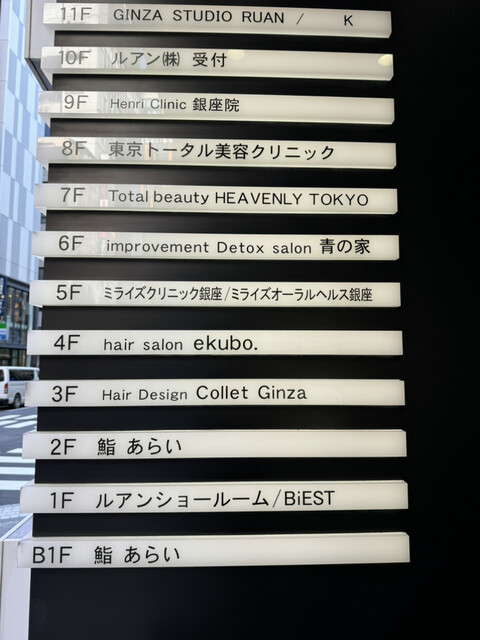 11F GINZA STUDIO RUAN / K
10F ルアン㈱ 受付
9F Henri Clinic 銀座院
8F 東京トータル美容クリニック
7F Total beauty HEAVENLY TOKYO
6F improvement Detox salon 青の家
5F ミライズクリニック銀座/ミライズオーラルヘルス銀座
4F hair salon ekubo.
3F Hair Design Collet Ginza
2F 鮨 あらい
1F ルアンショールーム/BiEST
B1F 鮨 あらい